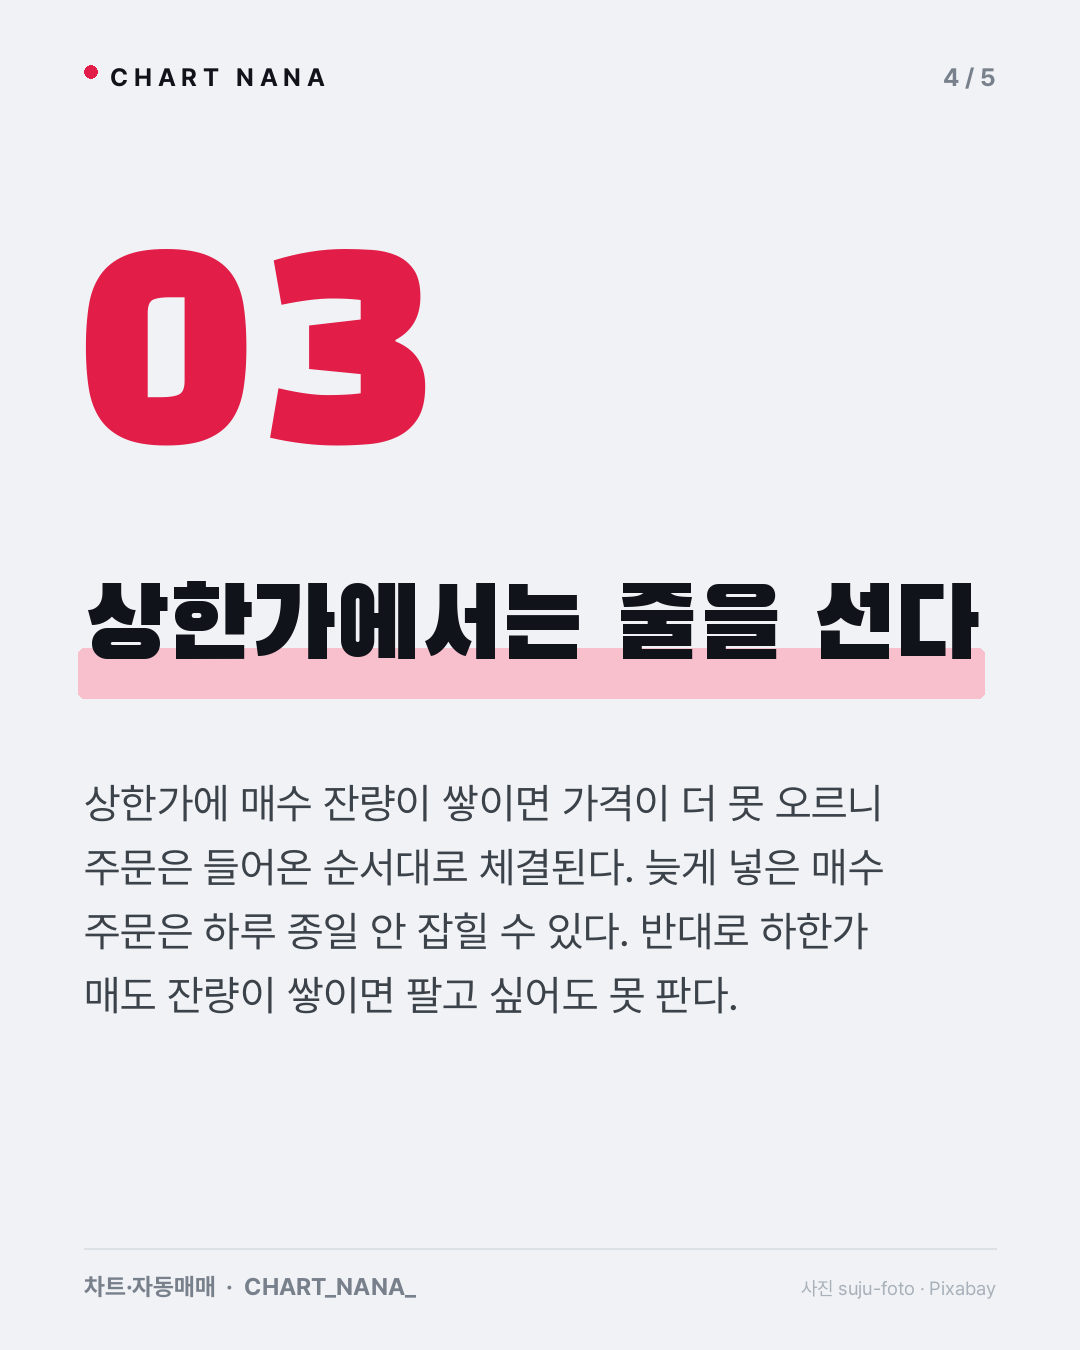 CHART NANA
4 / 5
03
상한가에서는 줄을 선다
상한가에 매수 잔량이 쌓이면 가격이 더 못 오르니
주문은 들어온 순서대로 체결된다. 늦게 넣은 매수
주문은 하루 종일 안 잡힐 수 있다. 반대로 하한가
매도 잔량이 쌓이면 팔고 싶어도 못 판다.
차트·자동매매 · CHART_NANA_
사진 suju-foto · Pixabay